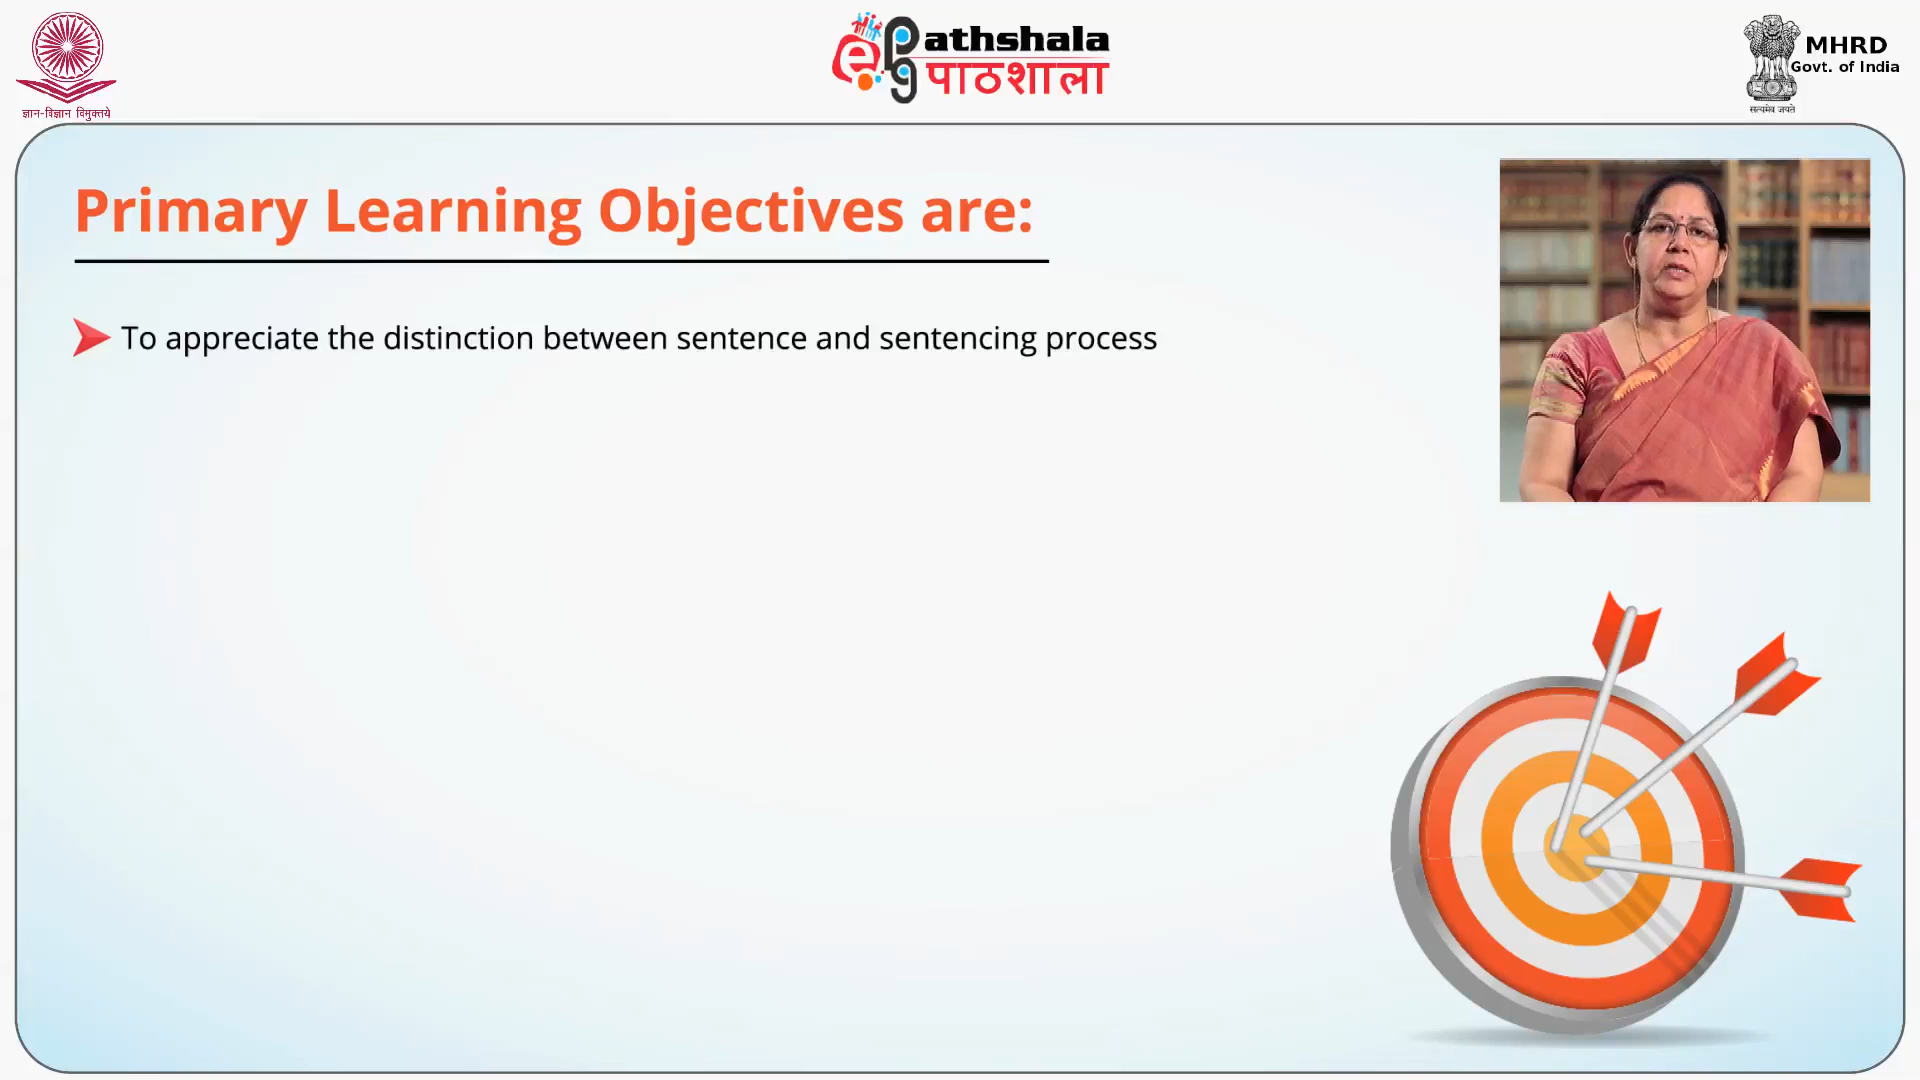 ज्ञान-विज्ञान विमुक्तये
e
pg
athshala
पाठशाला
MHRD
Govt. of India
सत्यमेव जयते
Primary Learning Objectives are:
To appreciate the distinction between sentence and sentencing process